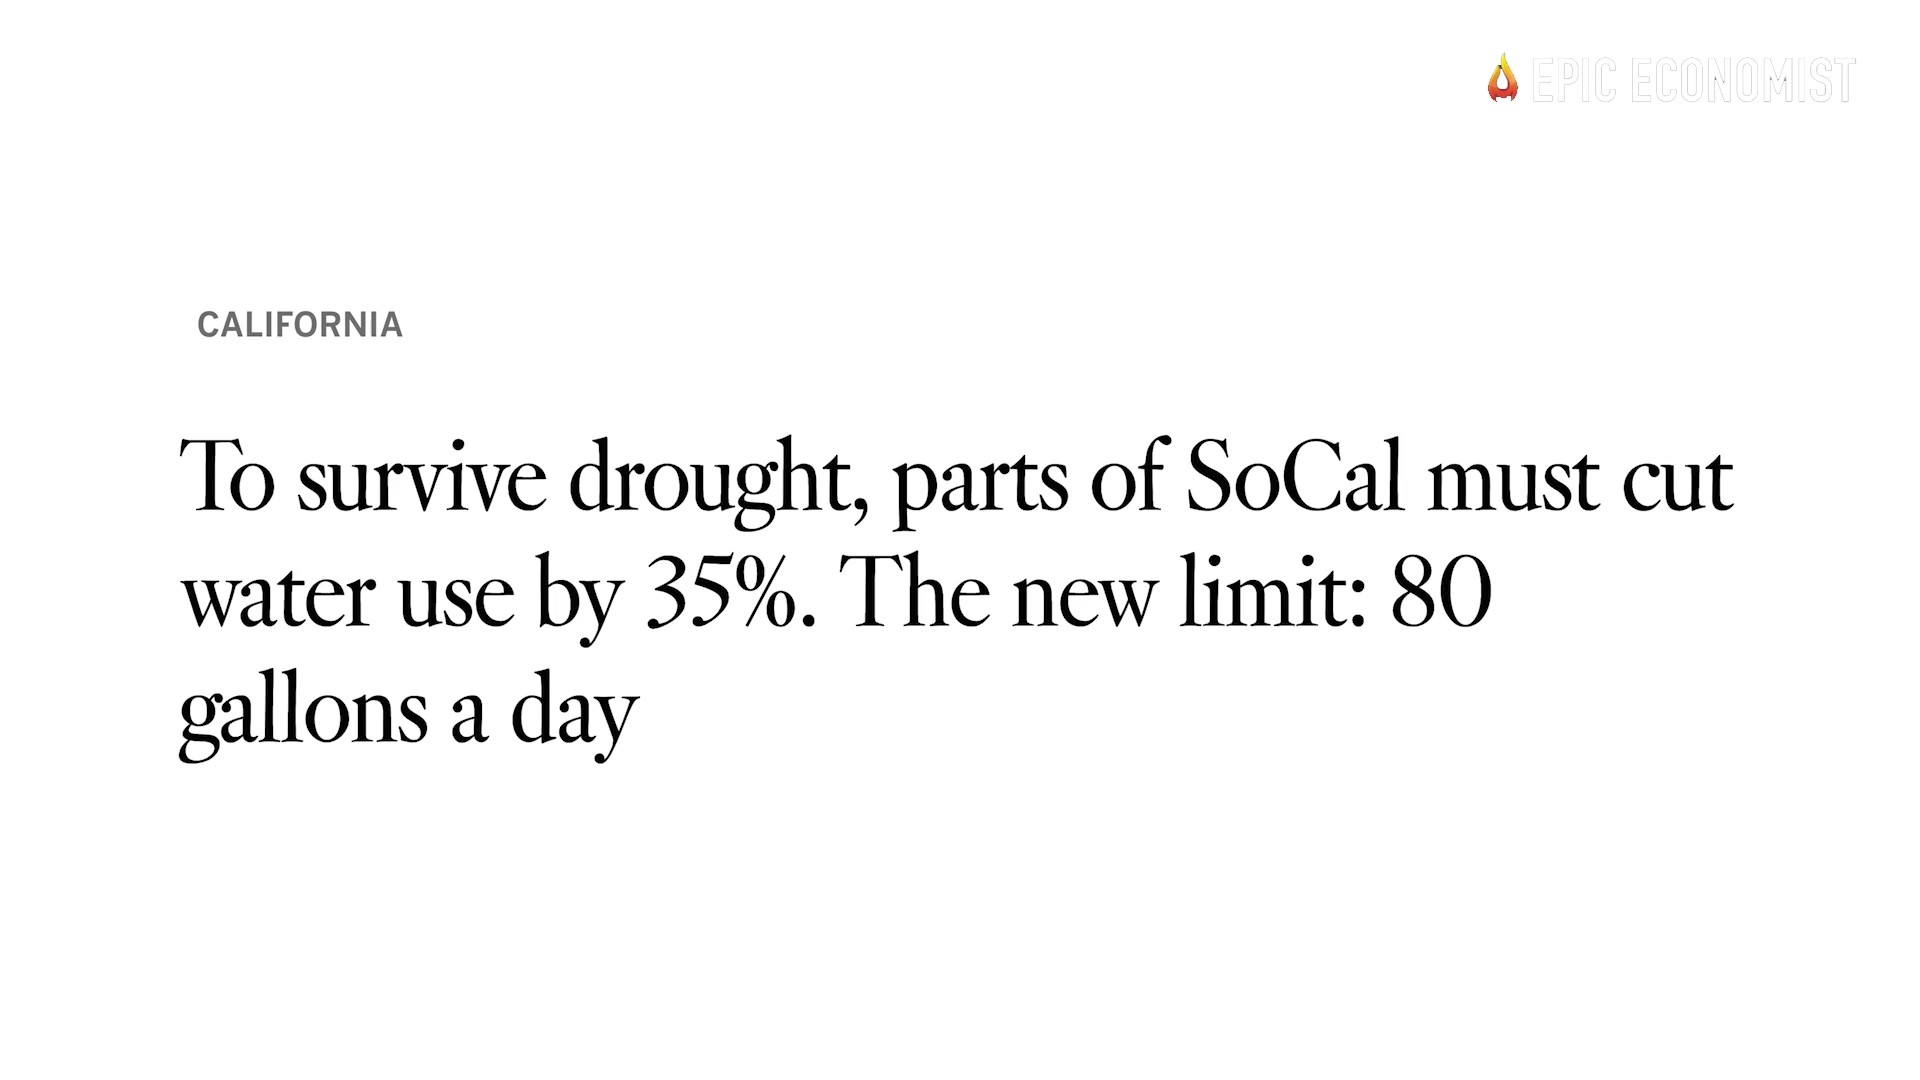 EPIC ECONOMIST
CALIFORNIA
To survive drought, parts of SoCal must cut
water use by 35%. The new limit: 80
gallons a day